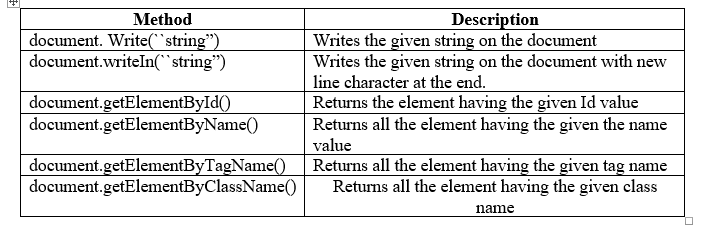 Method Description
document. Write(``string”) Writes the given string on the document
document.writeIn(``string”) Writes the given string on the document with new
line character at the end.
document.getElementById() Returns the element having the given Id value
document.getElementByName() Returns all the element having the given the name
value
document.getElementByTagName() Returns all the element having the given tag name
document.getElementByClassName() Returns all the element having the given class
name